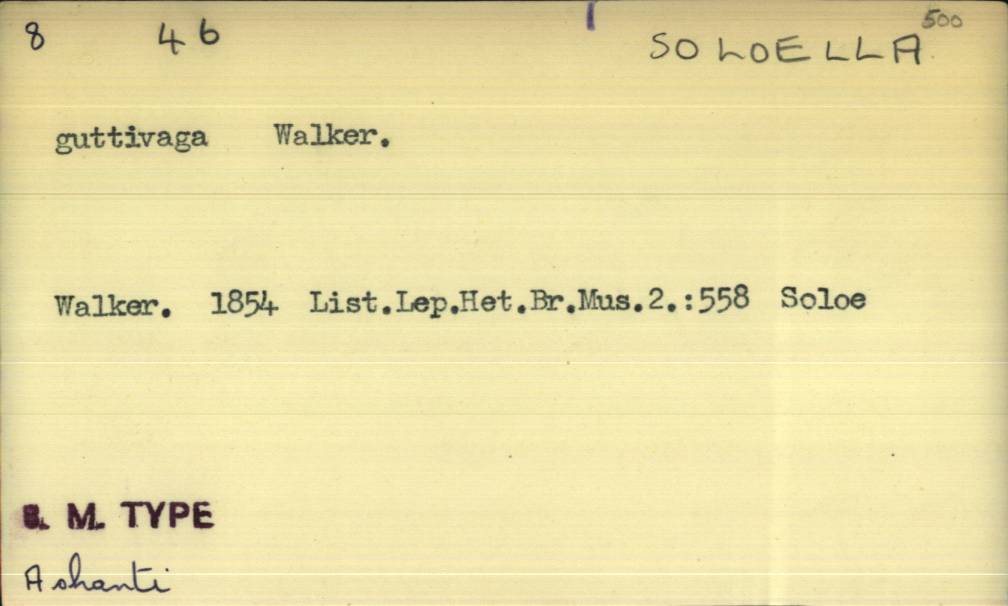 8 46 SOLOELLA 500
guttivaga Walker.
Walker. 1854 List.Lep.Het.Br.Mus.2.:558 Soloe
B. M. TYPE
Ashanti